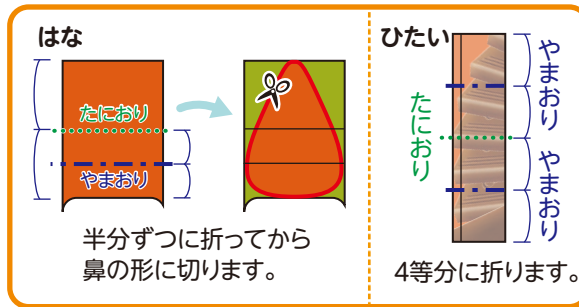 はな
たにおり
やまおり
半分ずつに折ってから
鼻の形に切ります。
ひたい
やまおり
たにおり
やまおり
4等分に折ります。